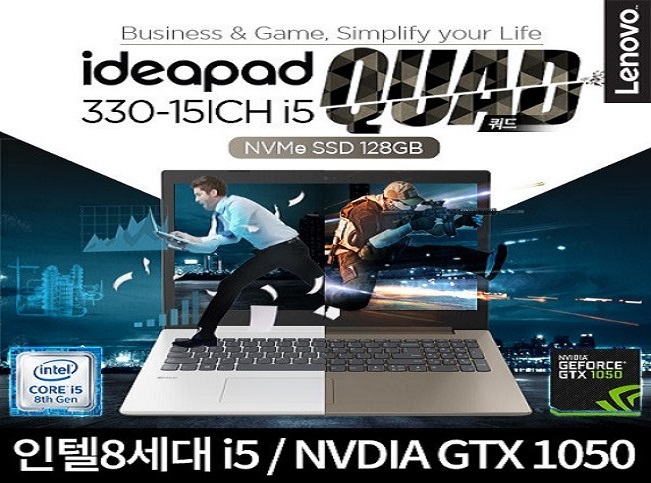 Business & Game, Simplify your Life
Lenovo
ideapad
330-15ICH i5
QUAD
쿼드
NVMe SSD 128GB
intel
CORE i5
8th Gen
NVIDIA
GEFORCE
GTX 1050
인텔8세대 i5 / NVDIA GTX 1050